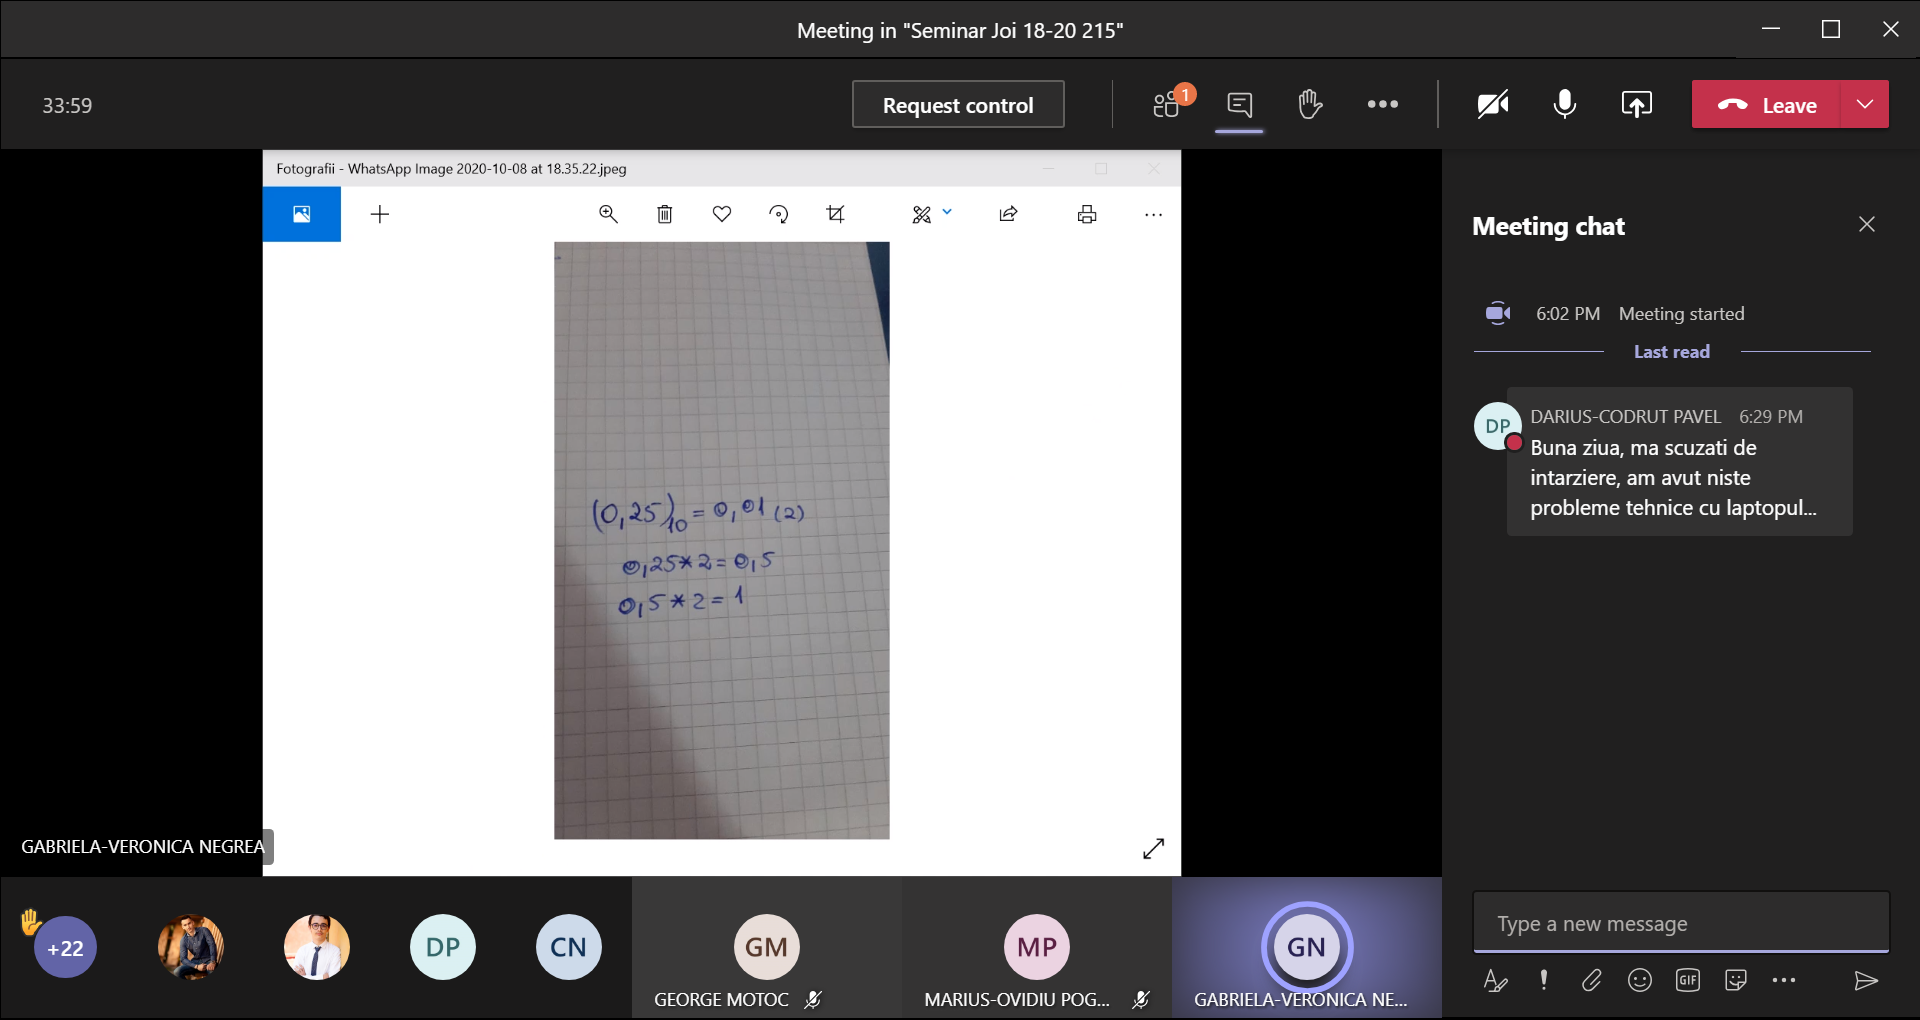 Meeting in "Seminar Joi 18-20 215"
33:59
Request control
1
Leave
Fotografii - WhatsApp Image 2020-10-08 at 18.35.22.jpeg
(0,25)10 = 0,01 (2)
0,25*2=0,5
0,5*2=1
GABRIELA-VERONICA NEGREA
Meeting chat
6:02 PM Meeting started
Last read
DP
DARIUS-CODRUT PAVEL 6:29 PM
Buna ziua, ma scuzati de
intarziere, am avut niste
probleme tehnice cu laptopul...
Type a new message
GIF
+22
DP
CN
GM
GEORGE MOTOC
MP
MARIUS-OVIDIU POG...
GN
GABRIELA-VERONICA NE...